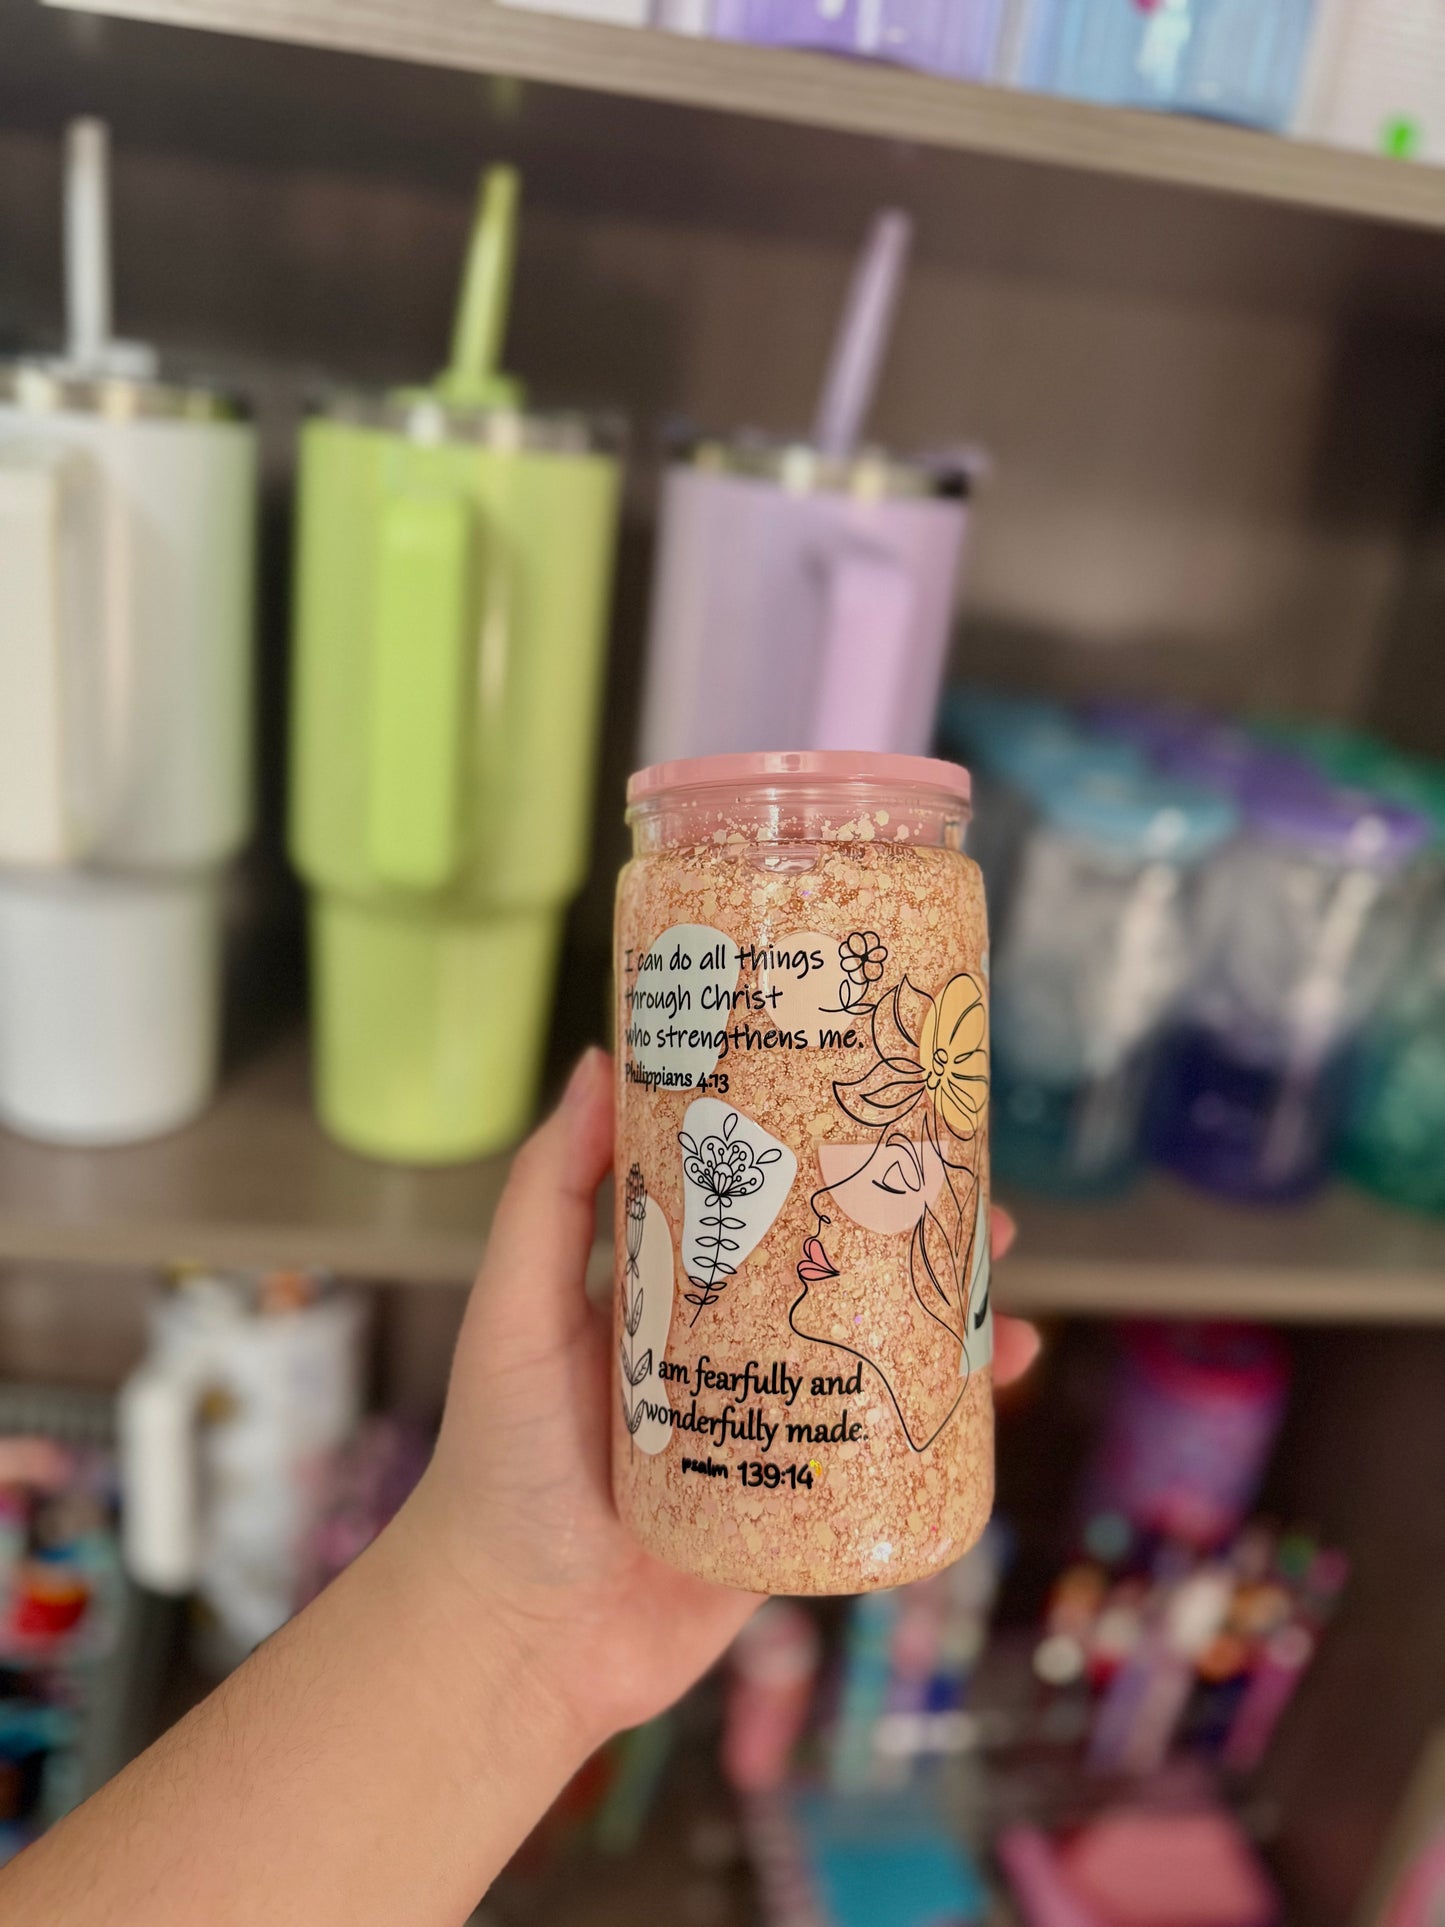 I can do all things
through Christ
who strengthens me.
Philippians 4:13
I am fearfully and
wonderfully made.
psalm 139:14